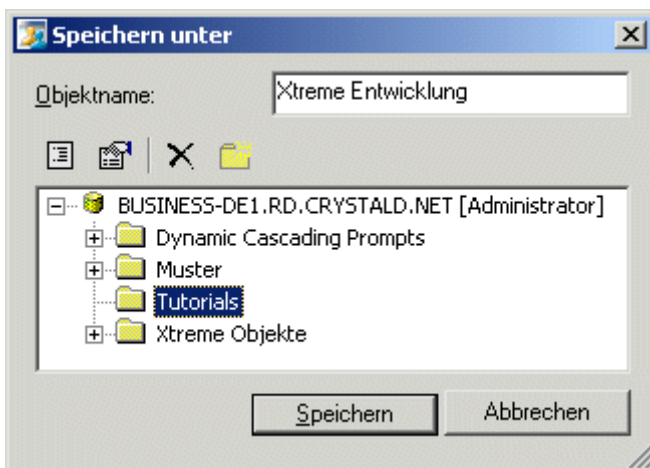 Speichern unter
Objektname: Xtreme Entwicklung
BUSINESS-DE1.RD.CRYSTALD.NET [Administrator]
Dynamic Cascading Prompts
Muster
Tutorials
Xtreme Objekte
Speichern Abbrechen